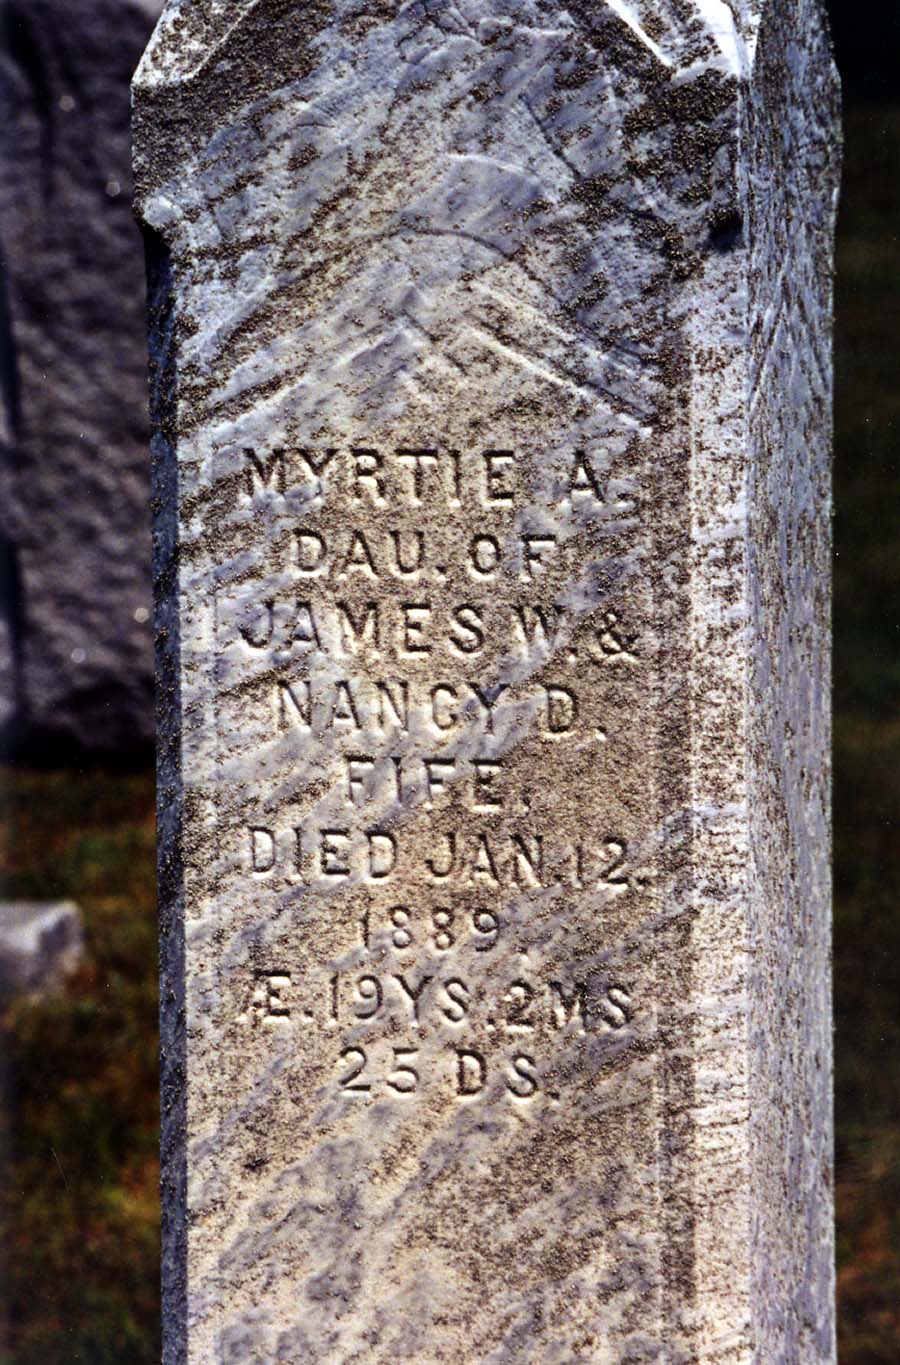 MYRTIE A.
DAU. OF
JAMES W. &
NANCY D.
FIFE,
DIED JAN. 12.
1889.
Æ. 19 YS. 2 MS
25 DS.